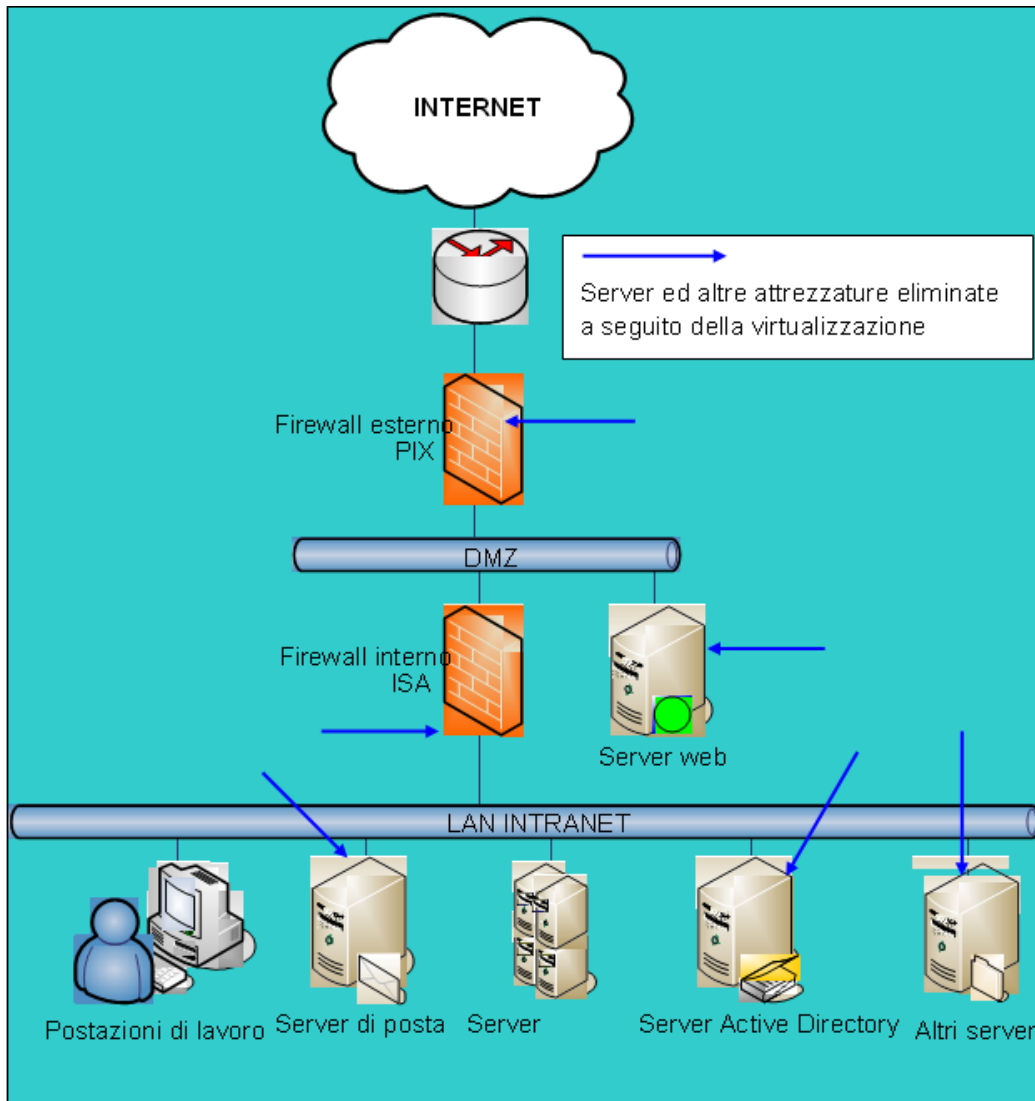 INTERNET
Server ed altre attrezzature eliminate
a seguito della virtualizzazione
Firewall esterno
PIX
DMZ
Firewall interno
ISA
Server web
LAN INTRANET
Postazioni di lavoro
Server di posta
Server
Server Active Directory
Altri server